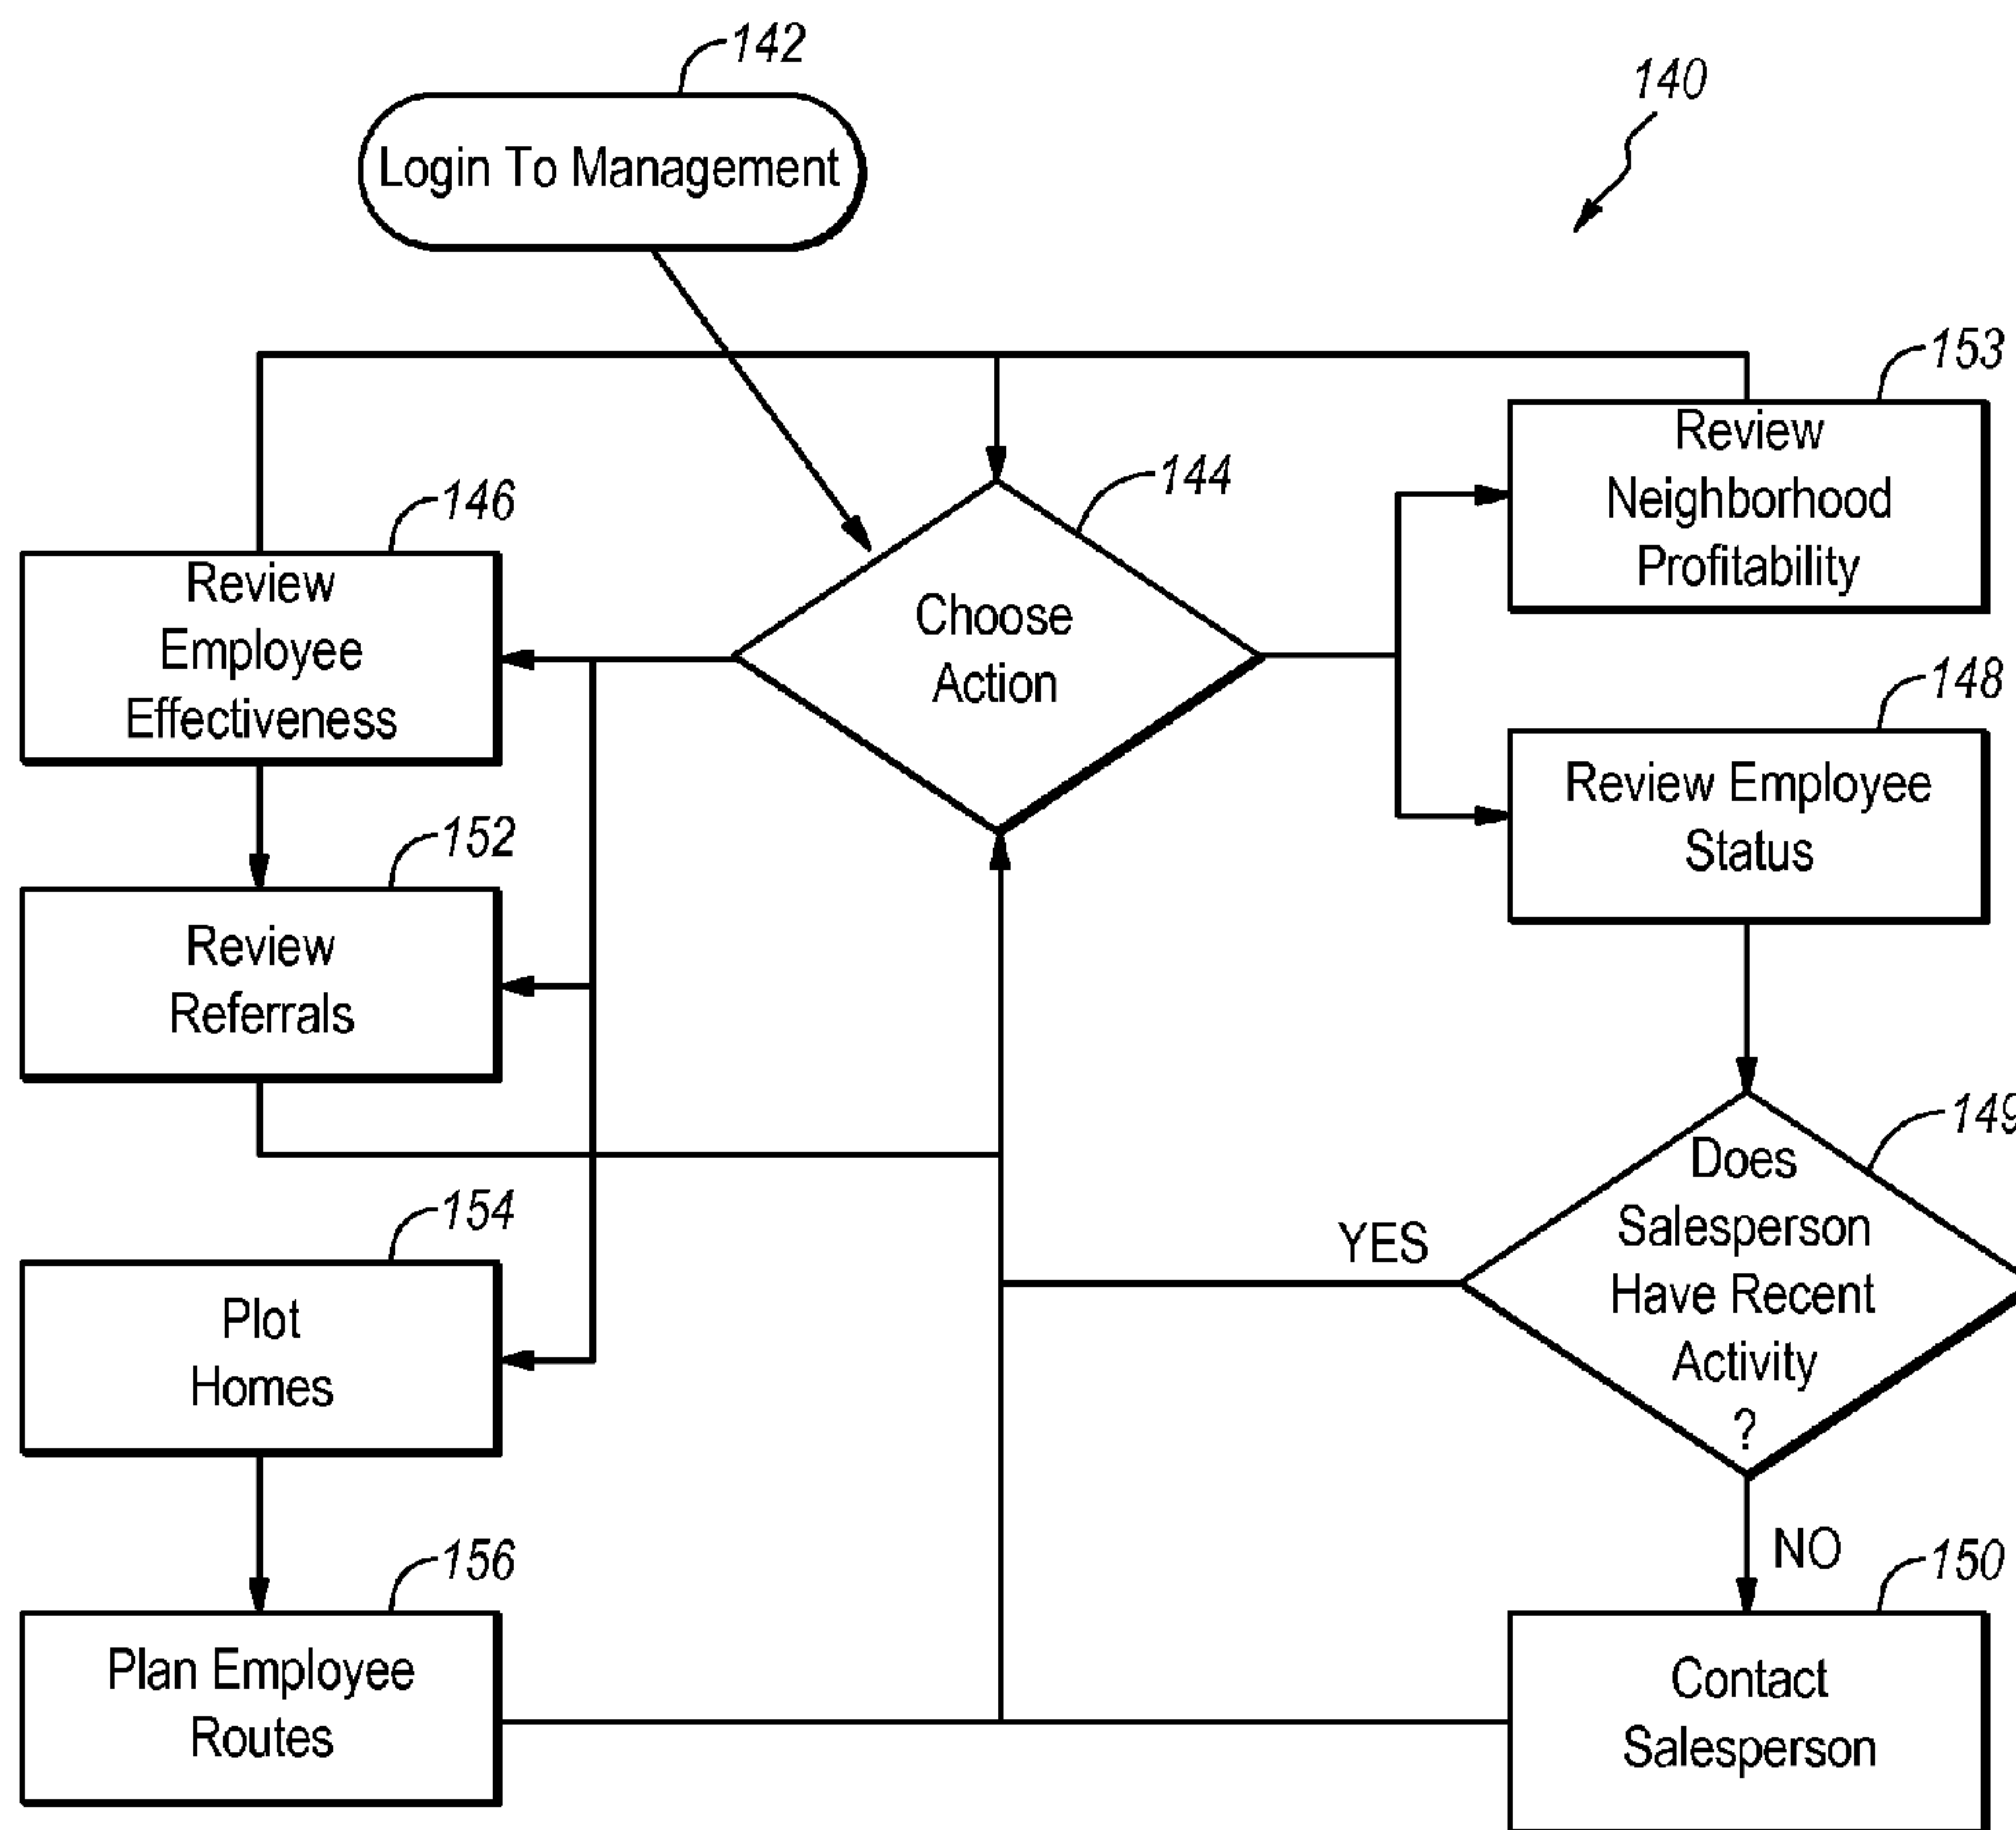 142
Login To Management
140
153
Review
Neighborhood
Profitability
144
Choose
Action
146
Review
Employee
Effectiveness
148
Review Employee
Status
152
Review
Referrals
149
Does
Salesperson
Have Recent
Activity
?
YES
NO
154
Plot
Homes
156
Plan Employee
Routes
150
Contact
Salesperson